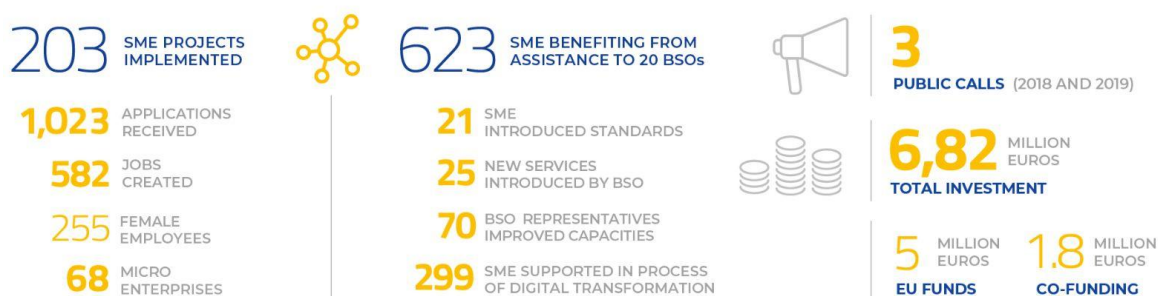 203 SME PROJECTS
IMPLEMENTED
1,023 APPLICATIONS
RECEIVED
582 JOBS
CREATED
255 FEMALE
EMPLOYEES
68 MICRO
ENTERPRISES
623 SME BENEFITING FROM
ASSISTANCE TO 20 BSOs
21 SME
INTRODUCED STANDARDS
25 NEW SERVICES
INTRODUCED BY BSO
70 BSO REPRESENTATIVES
IMPROVED CAPACITIES
299 SME SUPPORTED IN PROCESS
OF DIGITAL TRANSFORMATION
3
PUBLIC CALLS (2018 AND 2019)
6,82 MILLION
EUROS
TOTAL INVESTMENT
5 MILLION
EUROS
EU FUNDS
1.8 MILLION
EUROS
CO-FUNDING